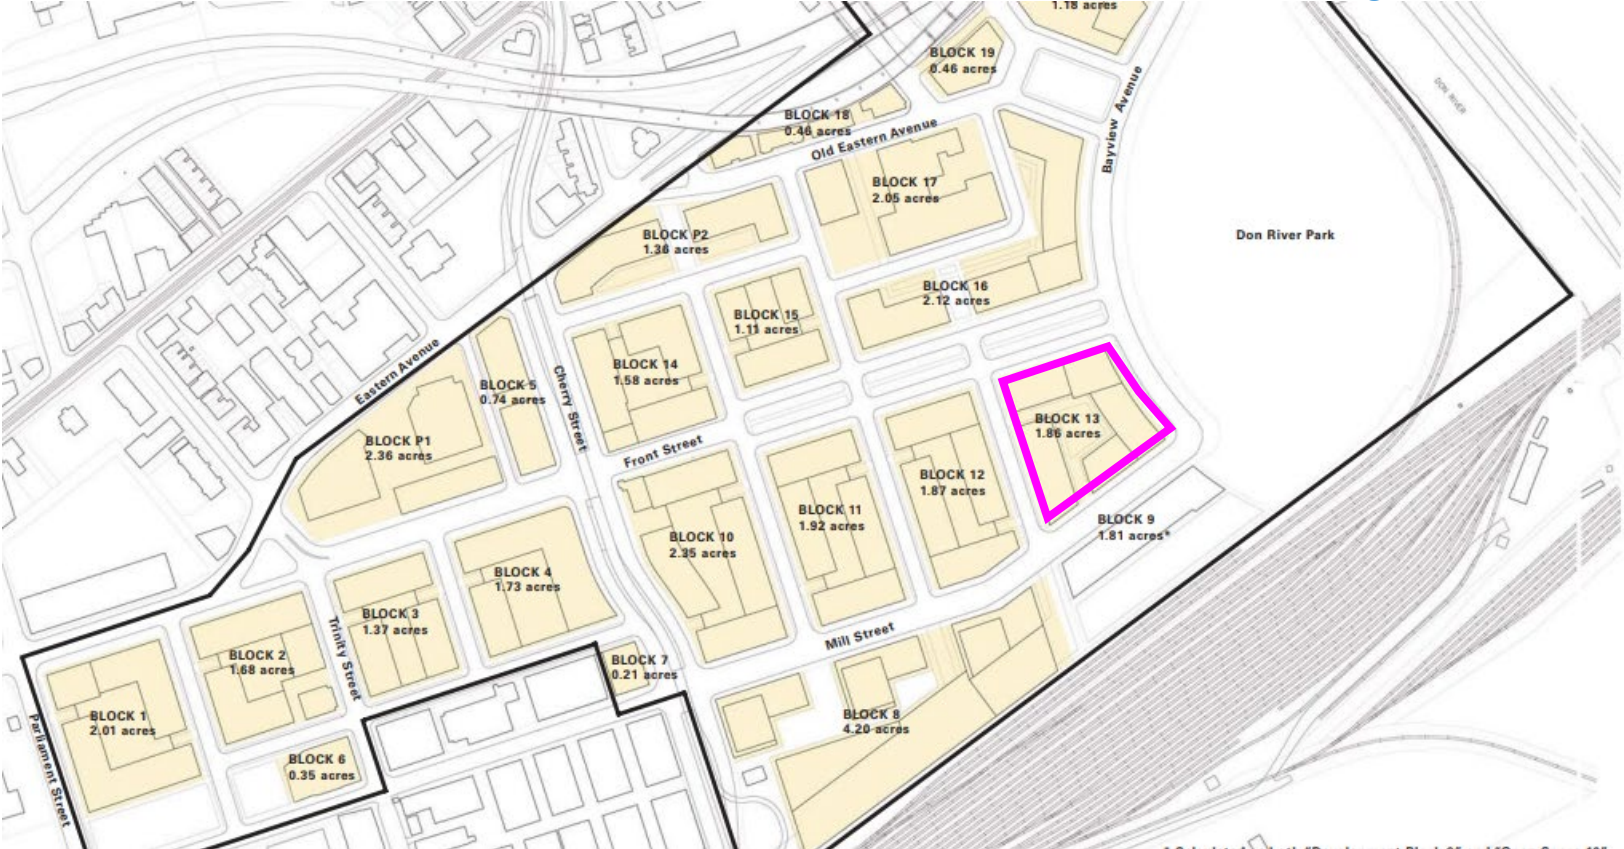 1.18 acres
BLOCK 19
0.46 acres
DON RIVER
Bayview Avenue
BLOCK 18
0.46 acres
Old Eastern Avenue
BLOCK 17
2.05 acres
Don River Park
BLOCK P2
1.36 acres
BLOCK 16
2.12 acres
BLOCK 15
1.11 acres
Eastern Avenue
Cherry Street
BLOCK 14
1.58 acres
BLOCK 5
0.74 acres
BLOCK 13
1.86 acres
BLOCK P1
2.36 acres
Front Street
BLOCK 12
1.87 acres
BLOCK 11
1.92 acres
BLOCK 9
1.81 acres*
BLOCK 10
2.35 acres
BLOCK 4
1.73 acres
BLOCK 3
1.37 acres
Trinity Street
Mill Street
BLOCK 2
1.68 acres
BLOCK 7
0.21 acres
BLOCK 1
2.01 acres
Parliament Street
BLOCK 8
4.20 acres
BLOCK 6
0.35 acres